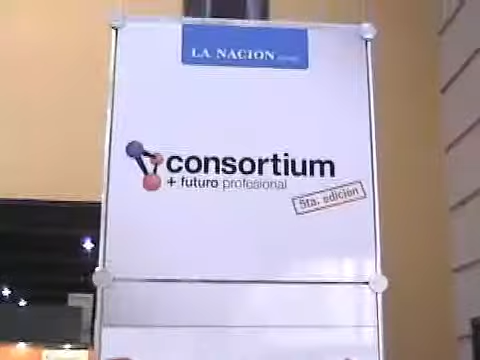 LA NACION
consortium
+ futuro profesional
5ta. edición